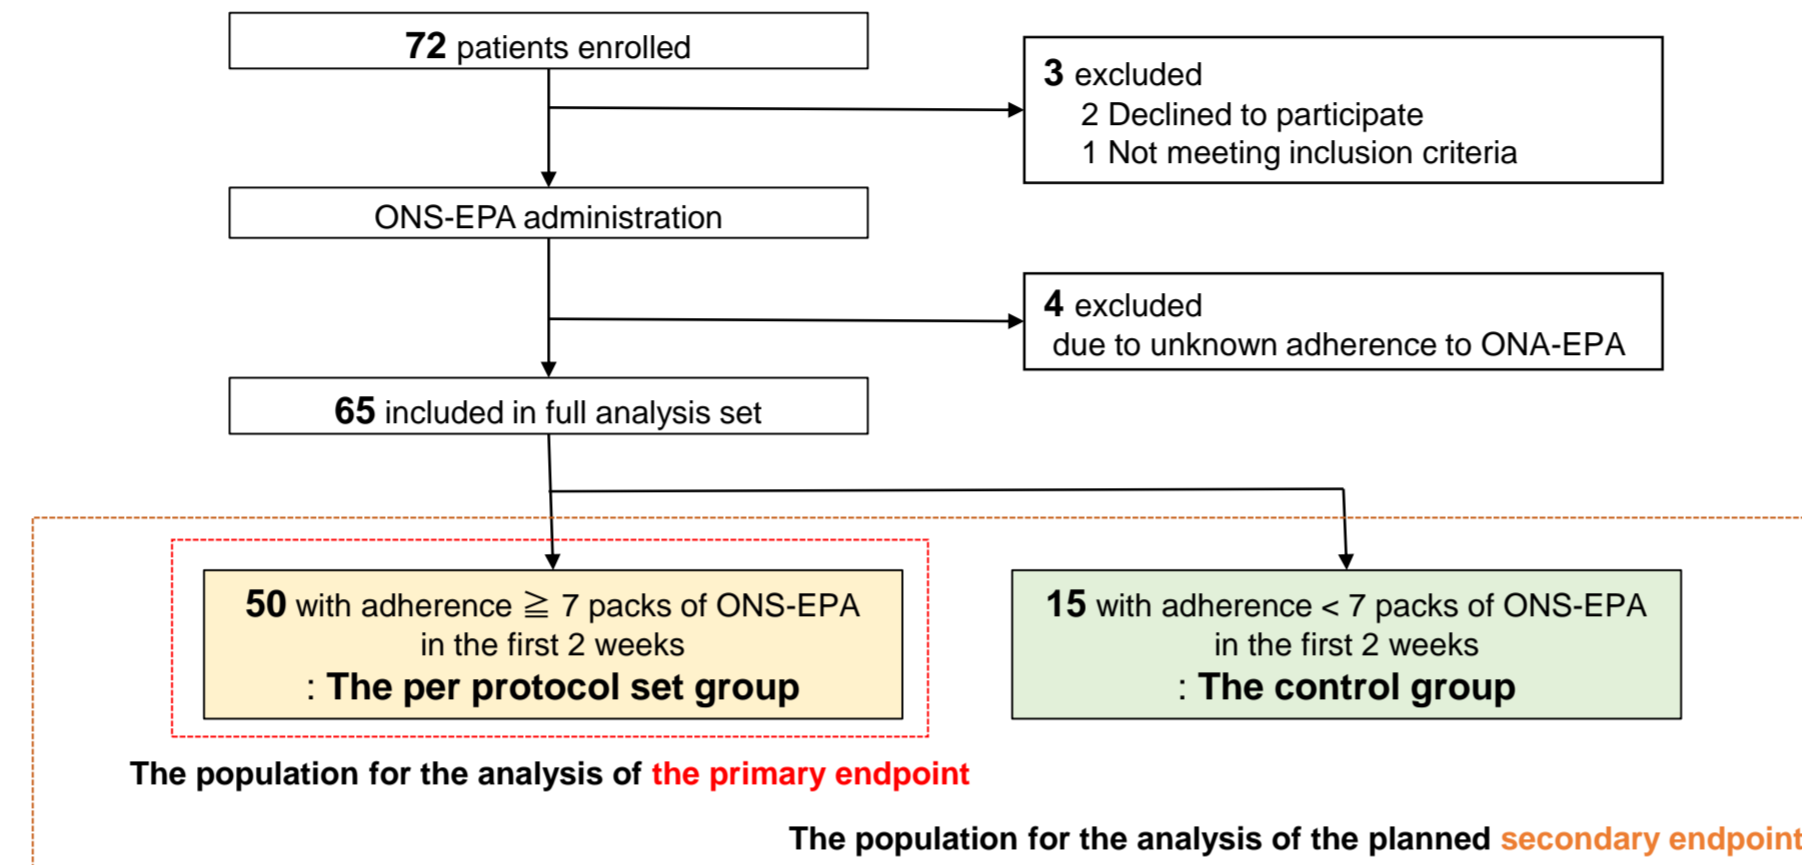 72 patients enrolled
3 excluded
2 Declined to participate
1 Not meeting inclusion criteria
ONS-EPA administration
4 excluded
due to unknown adherence to ONA-EPA
65 included in full analysis set
50 with adherence ≧ 7 packs of ONS-EPA
in the first 2 weeks
: The per protocol set group
15 with adherence < 7 packs of ONS-EPA
in the first 2 weeks
: The control group
The population for the analysis of the primary endpoint
The population for the analysis of the planned secondary endpoint